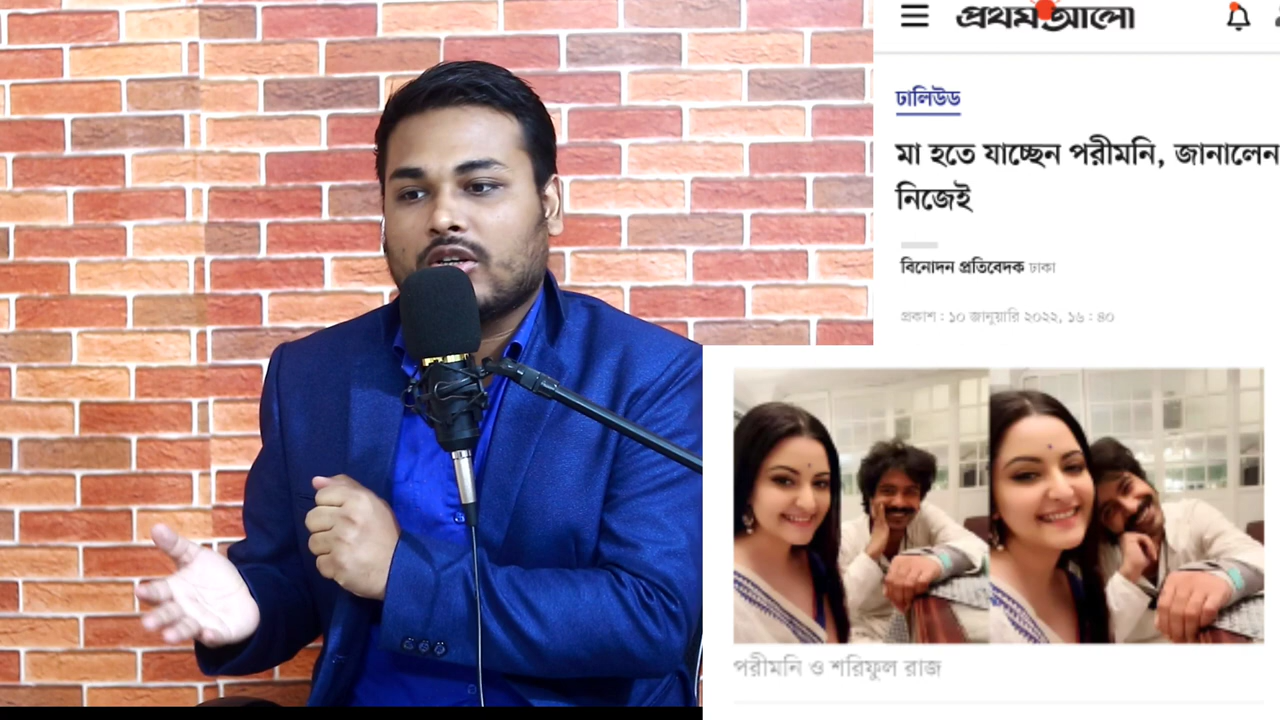 প্রথম আলো
ঢালিউড
মা হতে যাচ্ছেন পরীমনি, জানালেন
নিজেই
বিনোদন প্রতিবেদক ঢাকা
প্রকাশ: ১০ জানুয়ারি ২০২২, ১৬: ৪০
পরীমনি ও শরিফুল রাজ